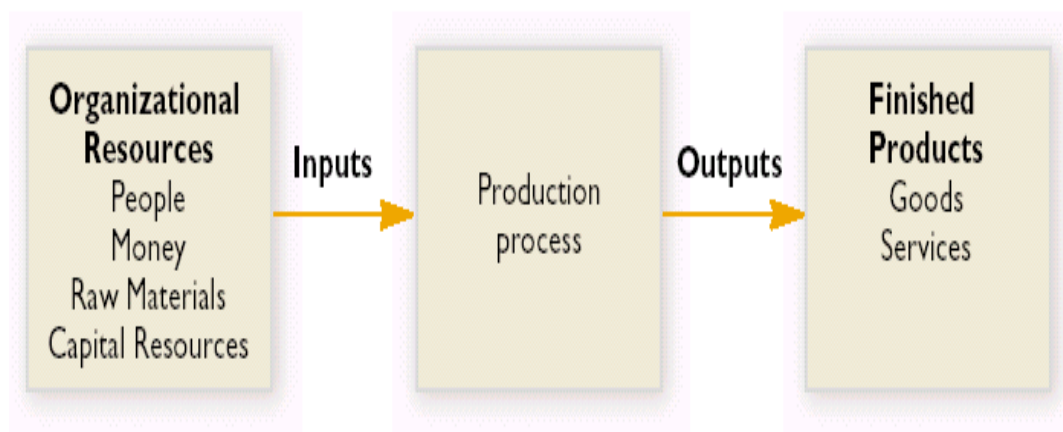 Organizational
Resources
People
Money
Raw Materials
Capital Resources
Inputs
Production
process
Outputs
Finished
Products
Goods
Services